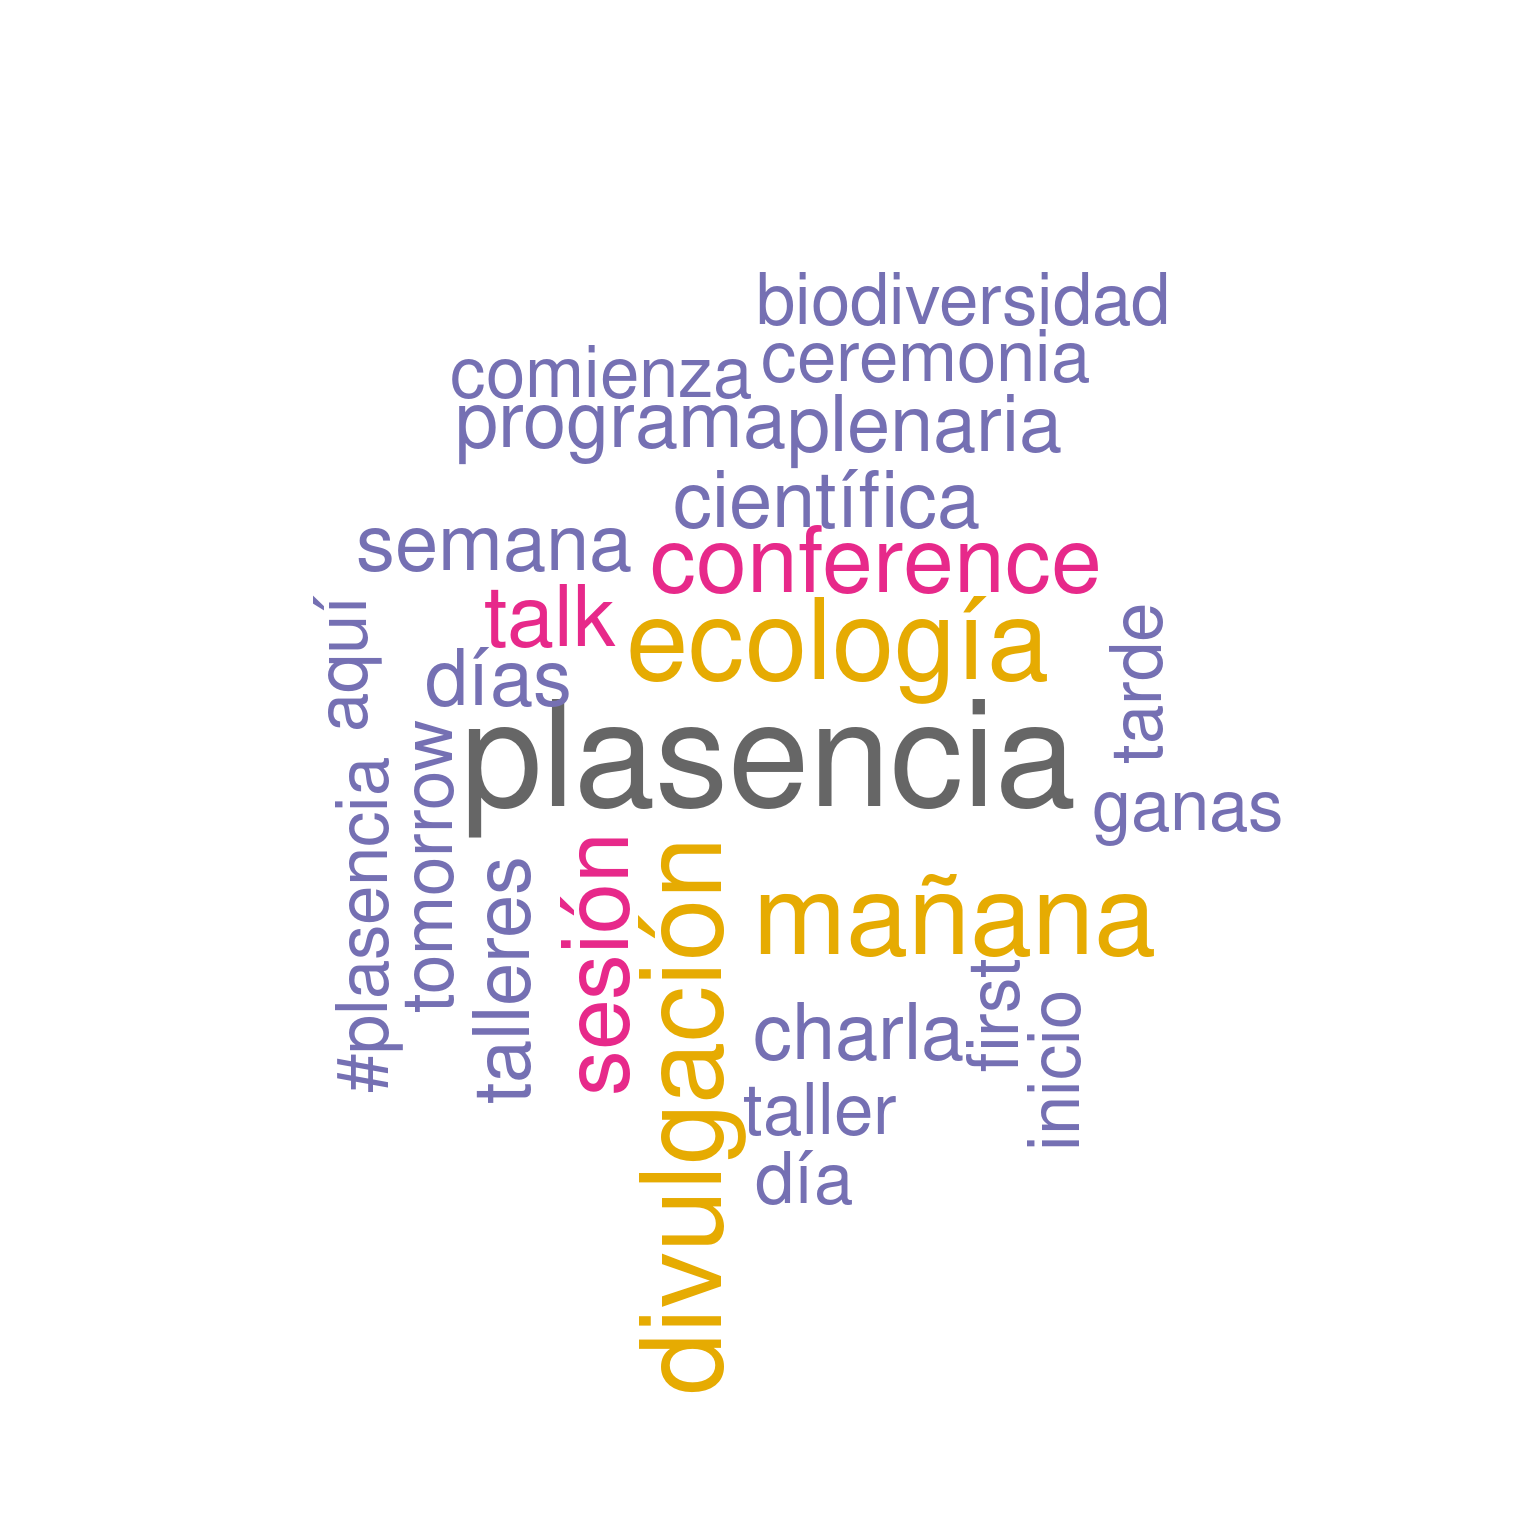 biodiversidad
ceremonia
comienza
programa
plenaria
científica
semana
conference
talk
ecología
aquí
tarde
días
plasencia
tomorrow
#plasencia
ganas
talleres
sesión
divulgación
mañana
first
charla
inicio
taller
día